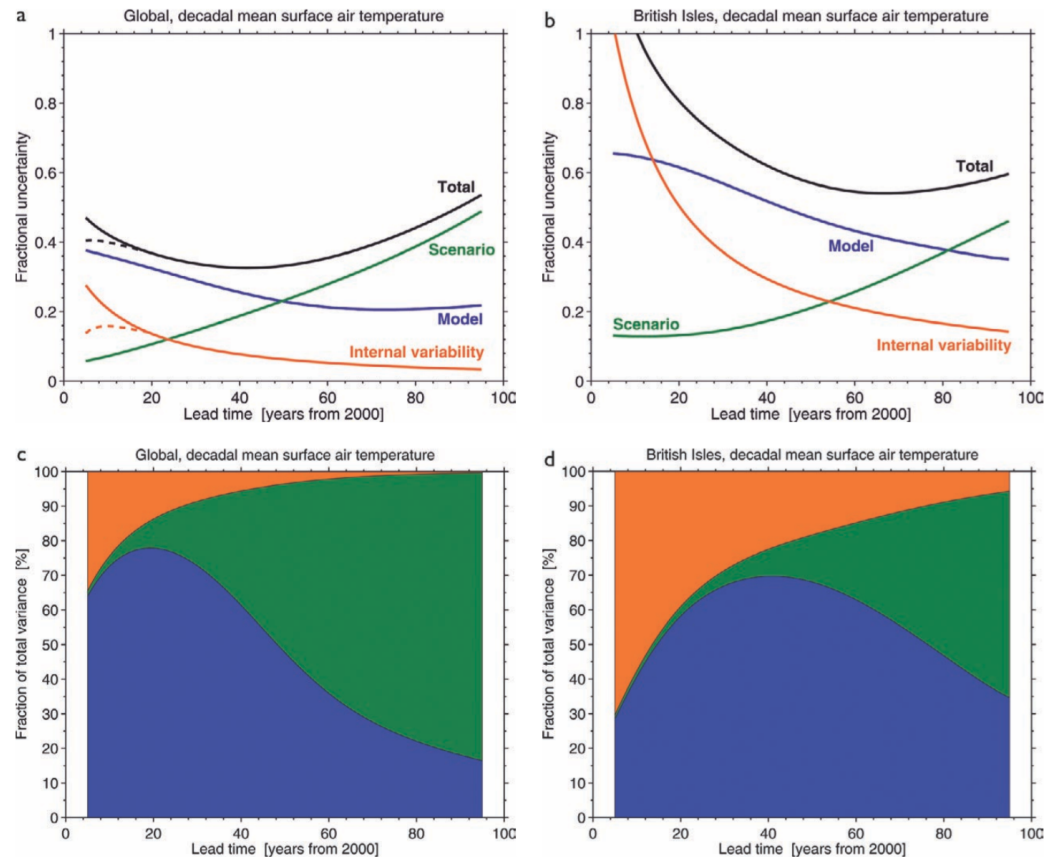 a
Global, decadal mean surface air temperature
Fractional uncertainty
1
0.8
0.6
0.4
0.2
0
Total
Scenario
Model
Internal variability
0 20 40 60 80 100
Lead time [years from 2000]
b
British Isles, decadal mean surface air temperature
Fractional uncertainty
1
0.8
0.6
0.4
0.2
0
Total
Model
Scenario
Internal variability
0 20 40 60 80 100
Lead time [years from 2000]
c
Global, decadal mean surface air temperature
Fraction of total variance [%]
100
90
80
70
60
50
40
30
20
10
0
0 20 40 60 80 100
Lead time [years from 2000]
d
British Isles, decadal mean surface air temperature
Fraction of total variance [%]
100
90
80
70
60
50
40
30
20
10
0
0 20 40 60 80 100
Lead time [years from 2000]